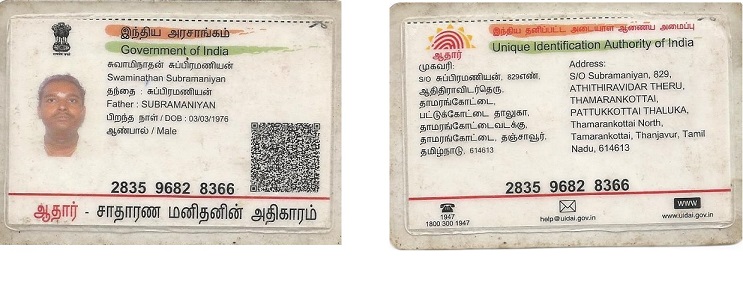 இந்திய அரசாங்கம்
Government of India
சுவாமிநாதன் சுப்பிரமணியன்
Swaminathan Subramaniyan
தந்தை : சுப்பிரமணியன்
Father : SUBRAMANIYAN
பிறந்த நாள் / DOB : 03/03/1976
ஆண்பால் / Male
2835 9682 8366
ஆதார் - சாதாரண மனிதனின் அதிகாரம்
இந்திய தனிப்பட்ட அடையாள ஆணைய அமைப்பு
Unique Identification Authority of India
ஆதார்
முகவரி:
S/O சுப்பிரமணியன், 829எண்,
ஆதிதிராவிடர்தெரு,
தாமரங்கோட்டை,
பட்டுக்கோட்டை தாலுகா,
தாமரங்கோட்டைவடக்கு,
தாமரங்கோட்டை, தஞ்சாவூர்,
தமிழ்நாடு, 614613
Address:
S/O Subramaniyan, 829,
ATHITHIRAVIDAR THERU,
THAMARANKOTTAI,
PATTUKKOTTAI THALUKA,
Thamarankottai North,
Tamarankottai, Thanjavur, Tamil
Nadu, 614613
2835 9682 8366
1947
1800 300 1947
help@uidai.gov.in
WWW
www.uidai.gov.in